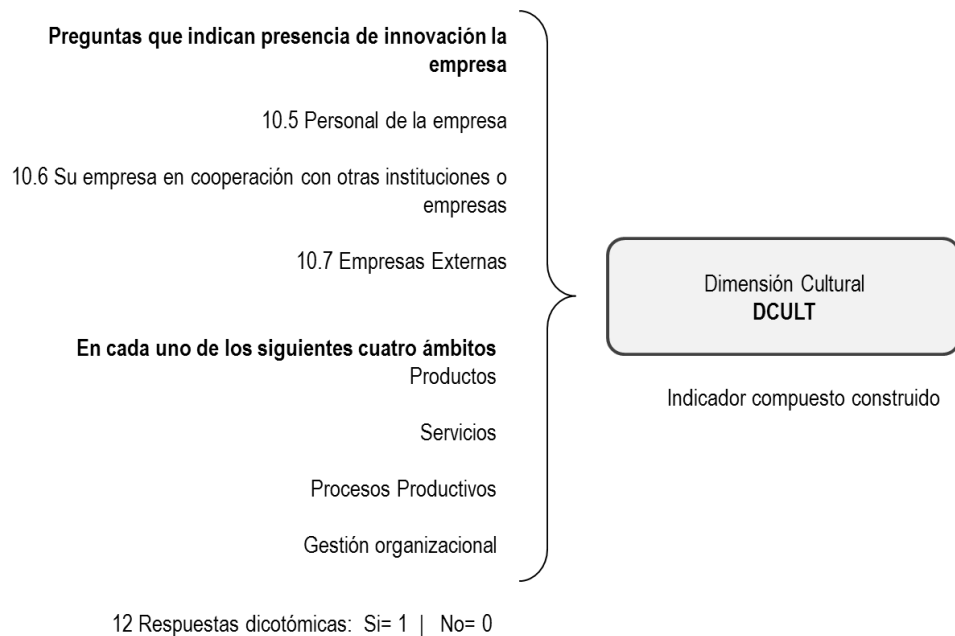 Preguntas que indican presencia de innovación la
empresa
10.5 Personal de la empresa
10.6 Su empresa en cooperación con otras instituciones o
empresas
10.7 Empresas Externas
En cada uno de los siguientes cuatro ámbitos
Productos
Servicios
Procesos Productivos
Gestión organizacional
12 Respuestas dicotómicas: Si= 1 | No= 0
Dimensión Cultural
DCULT
Indicador compuesto construido